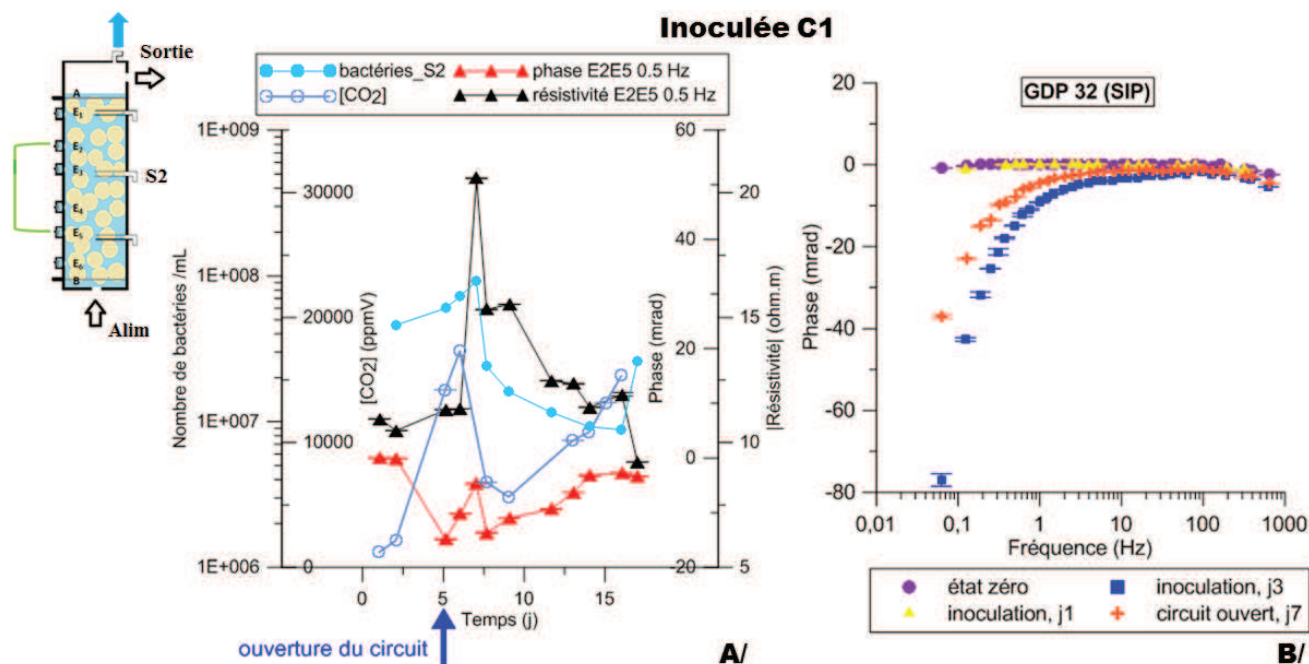 Inoculée C1
Sortie
A
E1
E2
E3
S2
E4
E5
E6
B
Alim
bactéries_S2
phase E2E5 0.5 Hz
[CO2]
résistivité E2E5 0.5 Hz
1E+009
1E+008
1E+007
1E+006
Nombre de bactéries /mL
30000
20000
10000
0
[CO2] (ppmV)
60
40
20
0
-20
Phase (mrad)
20
15
10
5
|Résistivité| (ohm.m)
0 5 10 15
Temps (j)
ouverture du circuit
A/
GDP 32 (SIP)
20
0
-20
-40
-60
-80
Phase (mrad)
0,01 0,1 1 10 100 1000
Fréquence (Hz)
état zéro
inoculation, j3
inoculation, j1
circuit ouvert, j7
B/